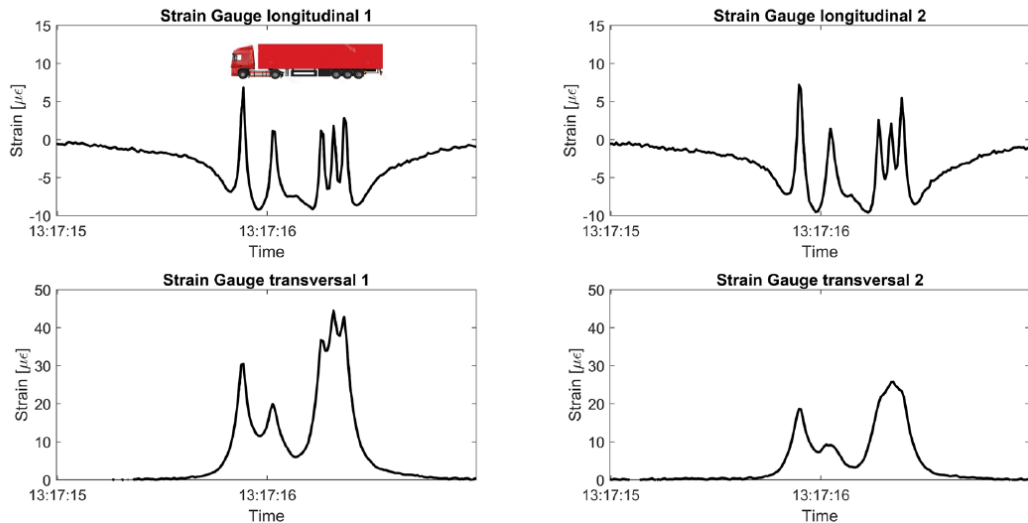 Strain Gauge longitudinal 1
15
10
5
0
-5
-10
Strain [με]
13:17:15
13:17:16
Time
Strain Gauge longitudinal 2
15
10
5
0
-5
-10
Strain [με]
13:17:15
13:17:16
Time
Strain Gauge transversal 1
50
40
30
20
10
0
Strain [με]
13:17:15
13:17:16
Time
Strain Gauge transversal 2
50
40
30
20
10
0
Strain [με]
13:17:15
13:17:16
Time